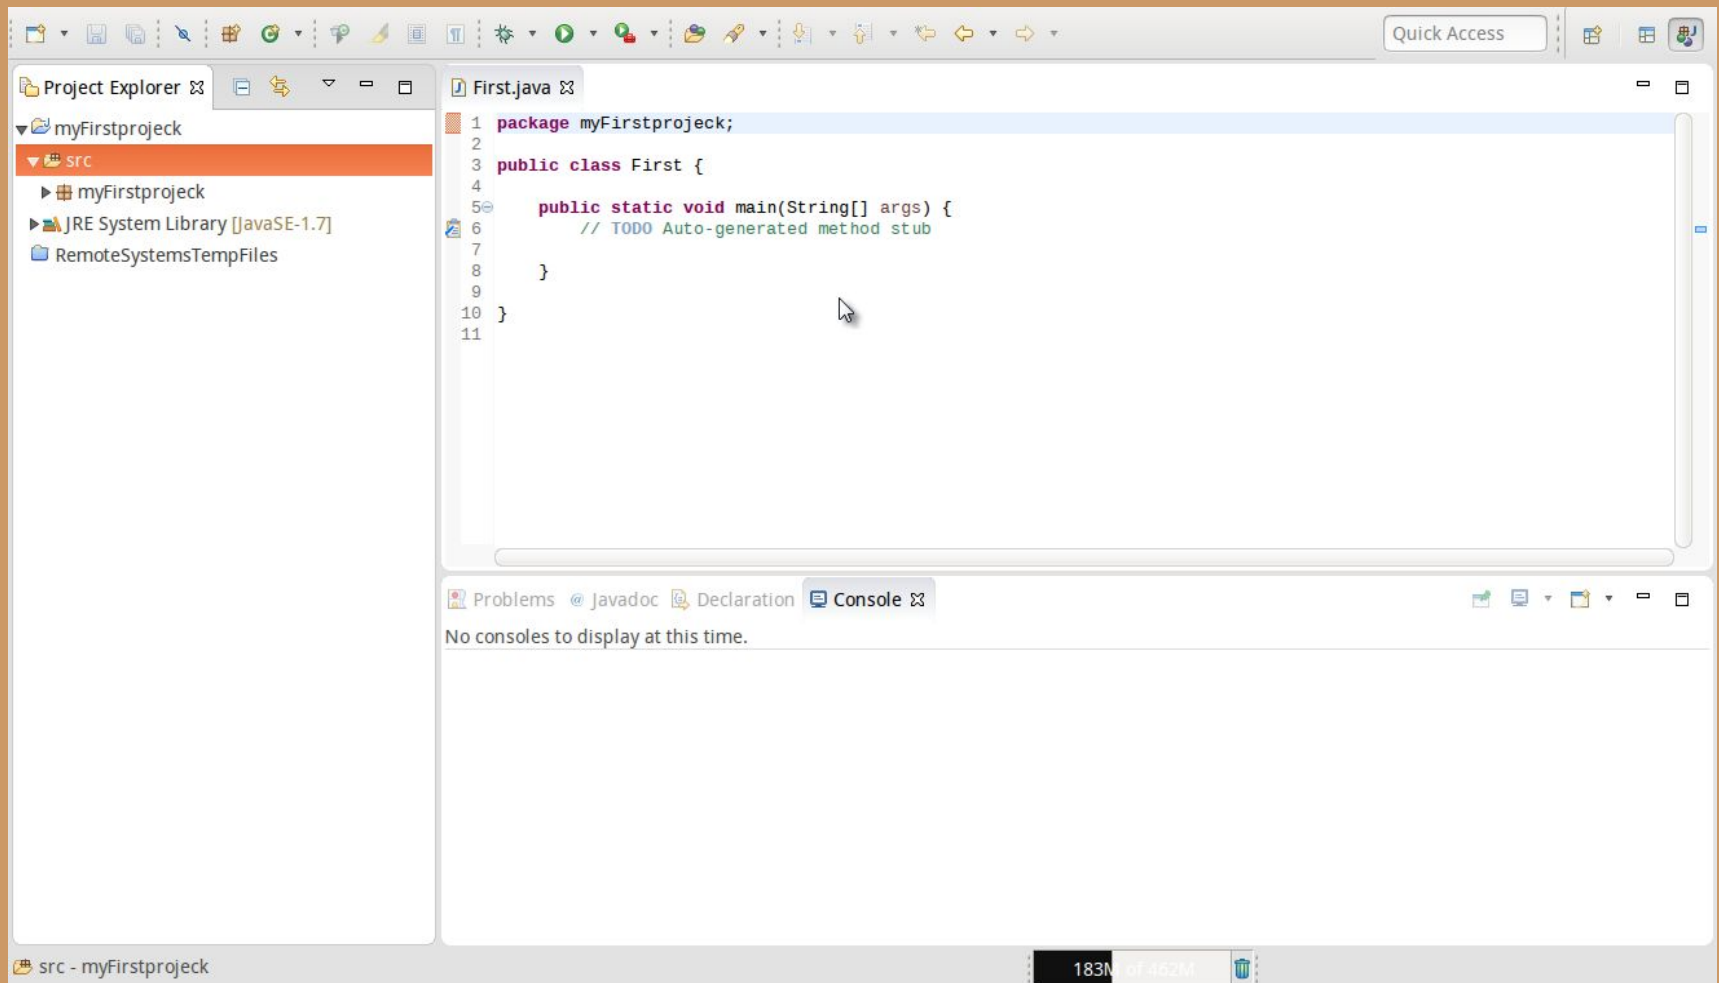 Quick Access
Project Explorer
myFirstprojeck
src
myFirstprojeck
JRE System Library [JavaSE-1.7]
RemoteSystemsTempFiles
First.java
1 package myFirstprojeck;
2
3 public class First {
4
5 public static void main(String[] args) {
6 // TODO Auto-generated method stub
7
8 }
9
10 }
11
Problems @ Javadoc Declaration Console
No consoles to display at this time.
src - myFirstprojeck
183M of 462M